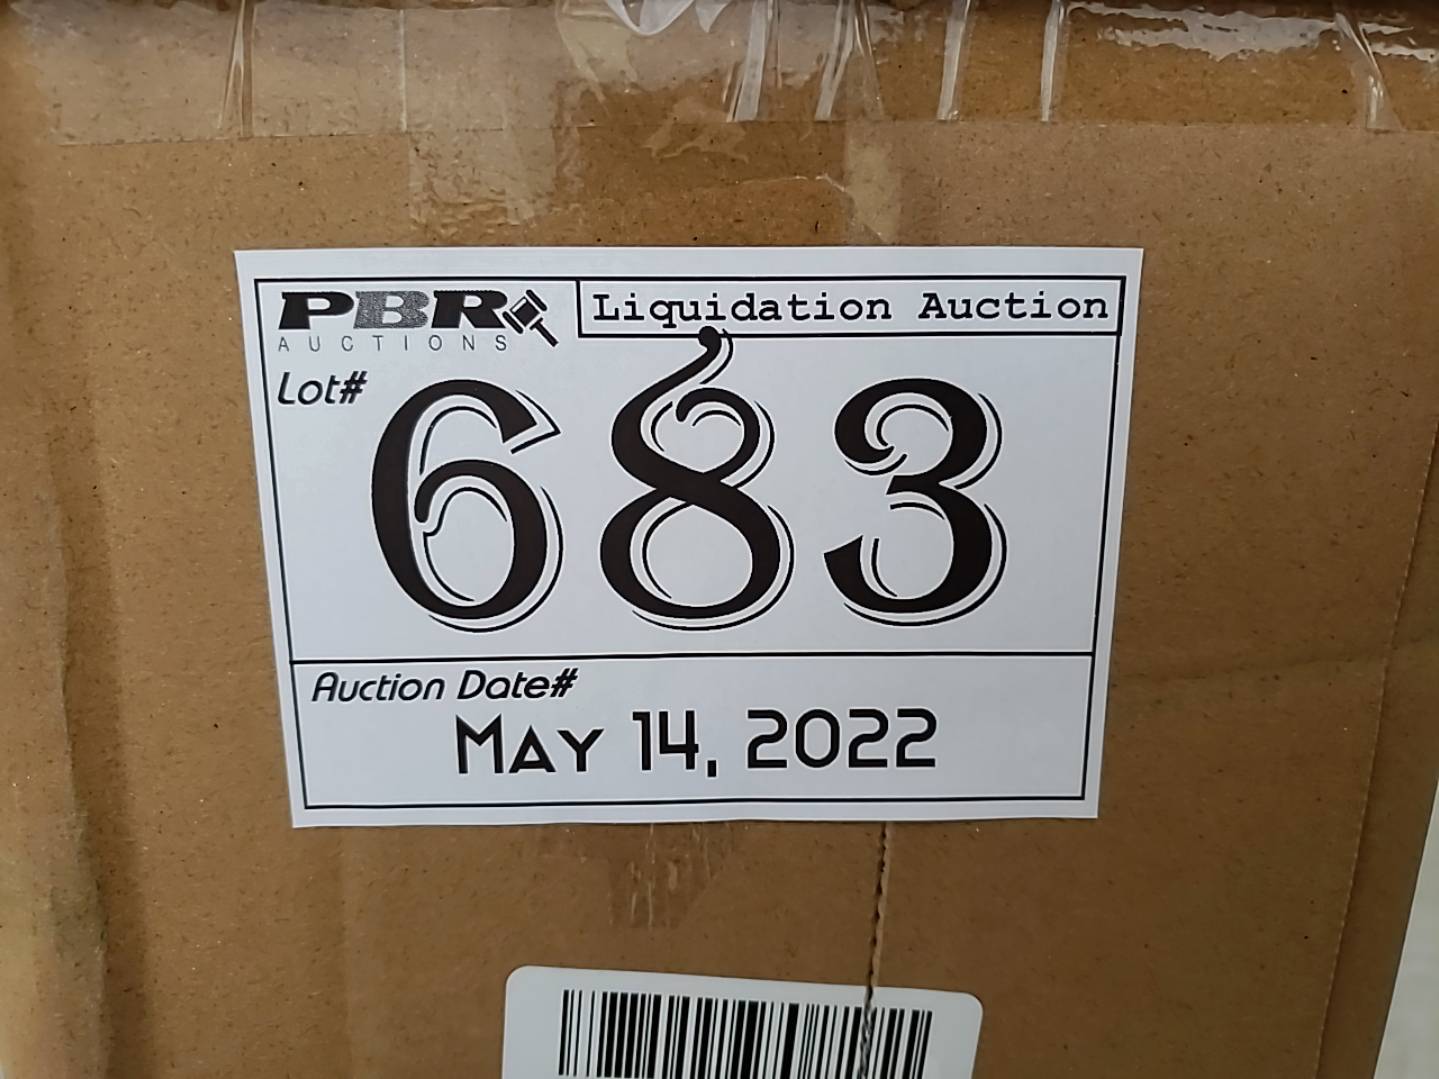 PBR
AUCTIONS
Liquidation Auction
Lot#
683
Auction Date#
May 14, 2022